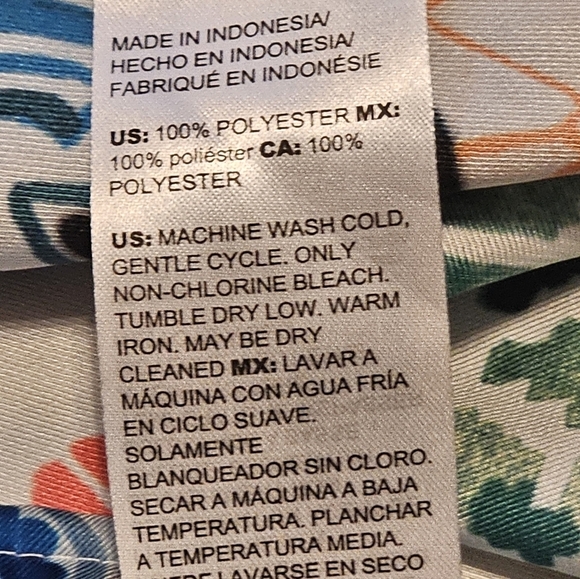 MADE IN INDONESIA/
HECHO EN INDONESIA/
FABRIQUÉ EN INDONÉSIE
US: 100% POLYESTER MX:
100% poliéster CA: 100%
POLYESTER
US: MACHINE WASH COLD,
GENTLE CYCLE. ONLY
NON-CHLORINE BLEACH.
TUMBLE DRY LOW. WARM
IRON. MAY BE DRY
CLEANED MX: LAVAR A
MÁQUINA CON AGUA FRÍA
EN CICLO SUAVE.
SOLAMENTE
BLANQUEADOR SIN CLORO.
SECAR A MÁQUINA A BAJA
TEMPERATURA. PLANCHAR
A TEMPERATURA MEDIA.
LAVARSE EN SECO